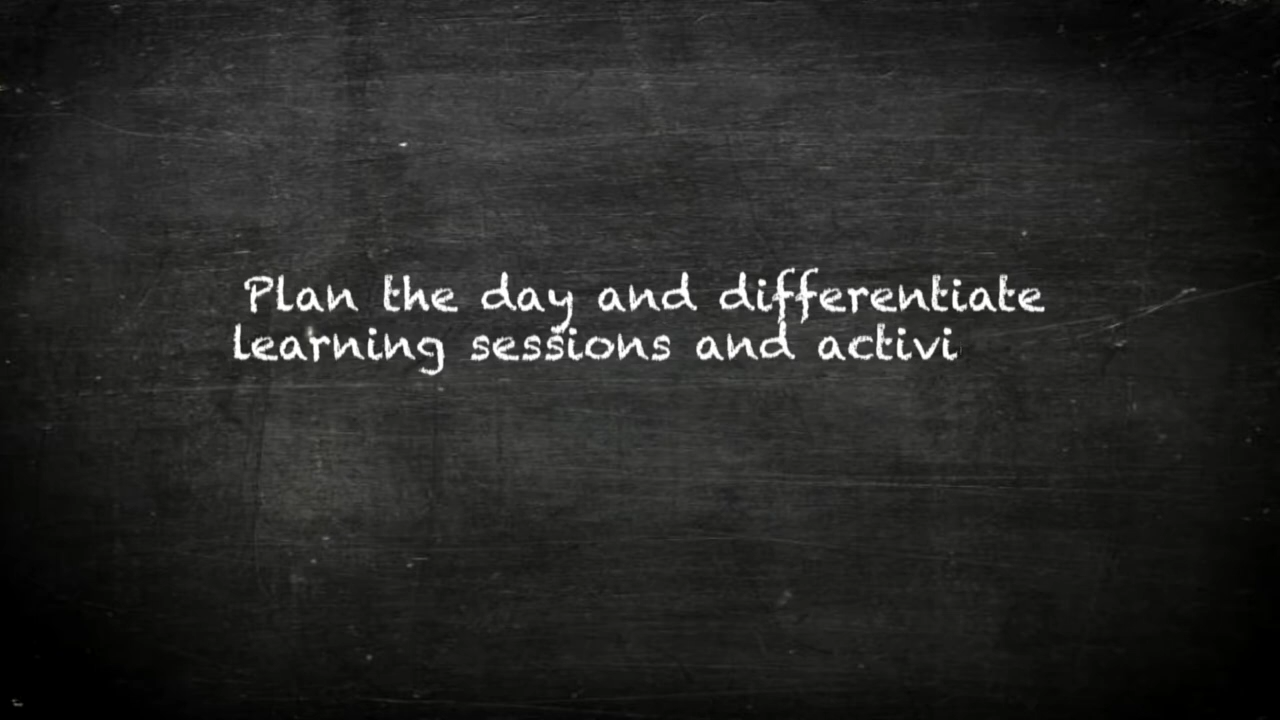 Plan the day and differentiate
learning sessions and activi